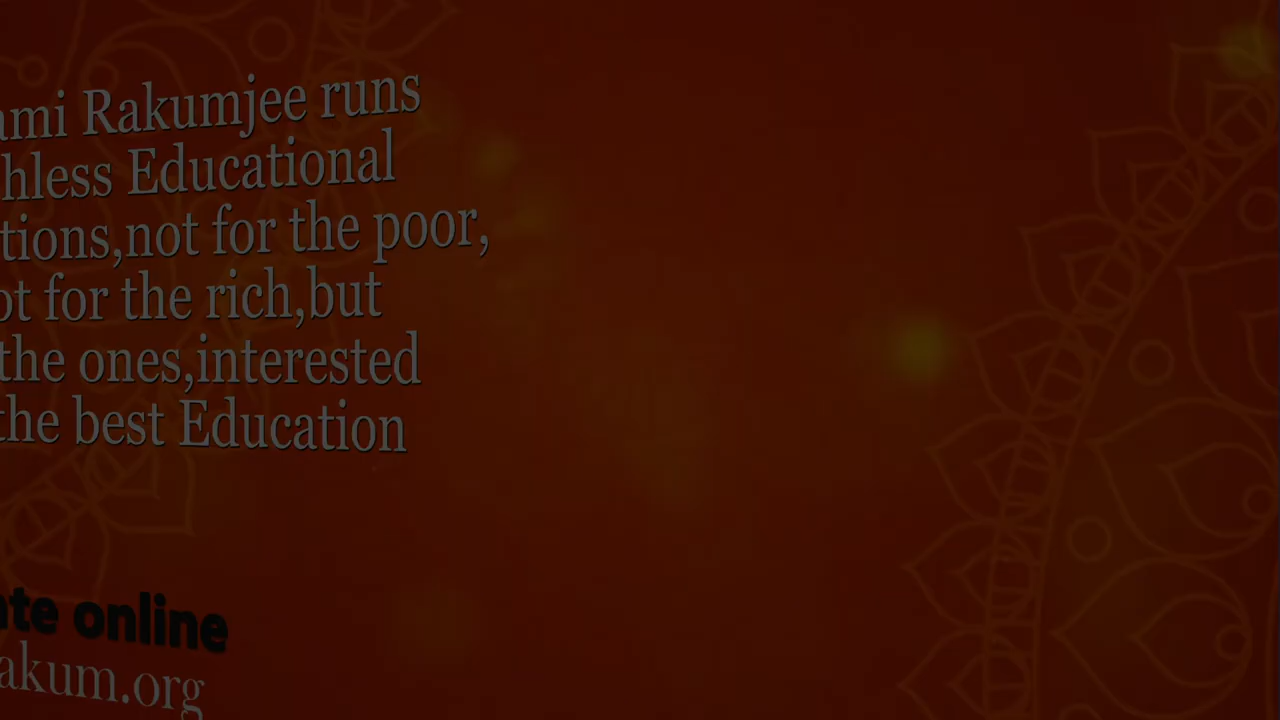 ami Rakumjee runs
hless Educational
tions,not for the poor,
ot for the rich,but
the ones,interested
the best Education
ate online
akum.org